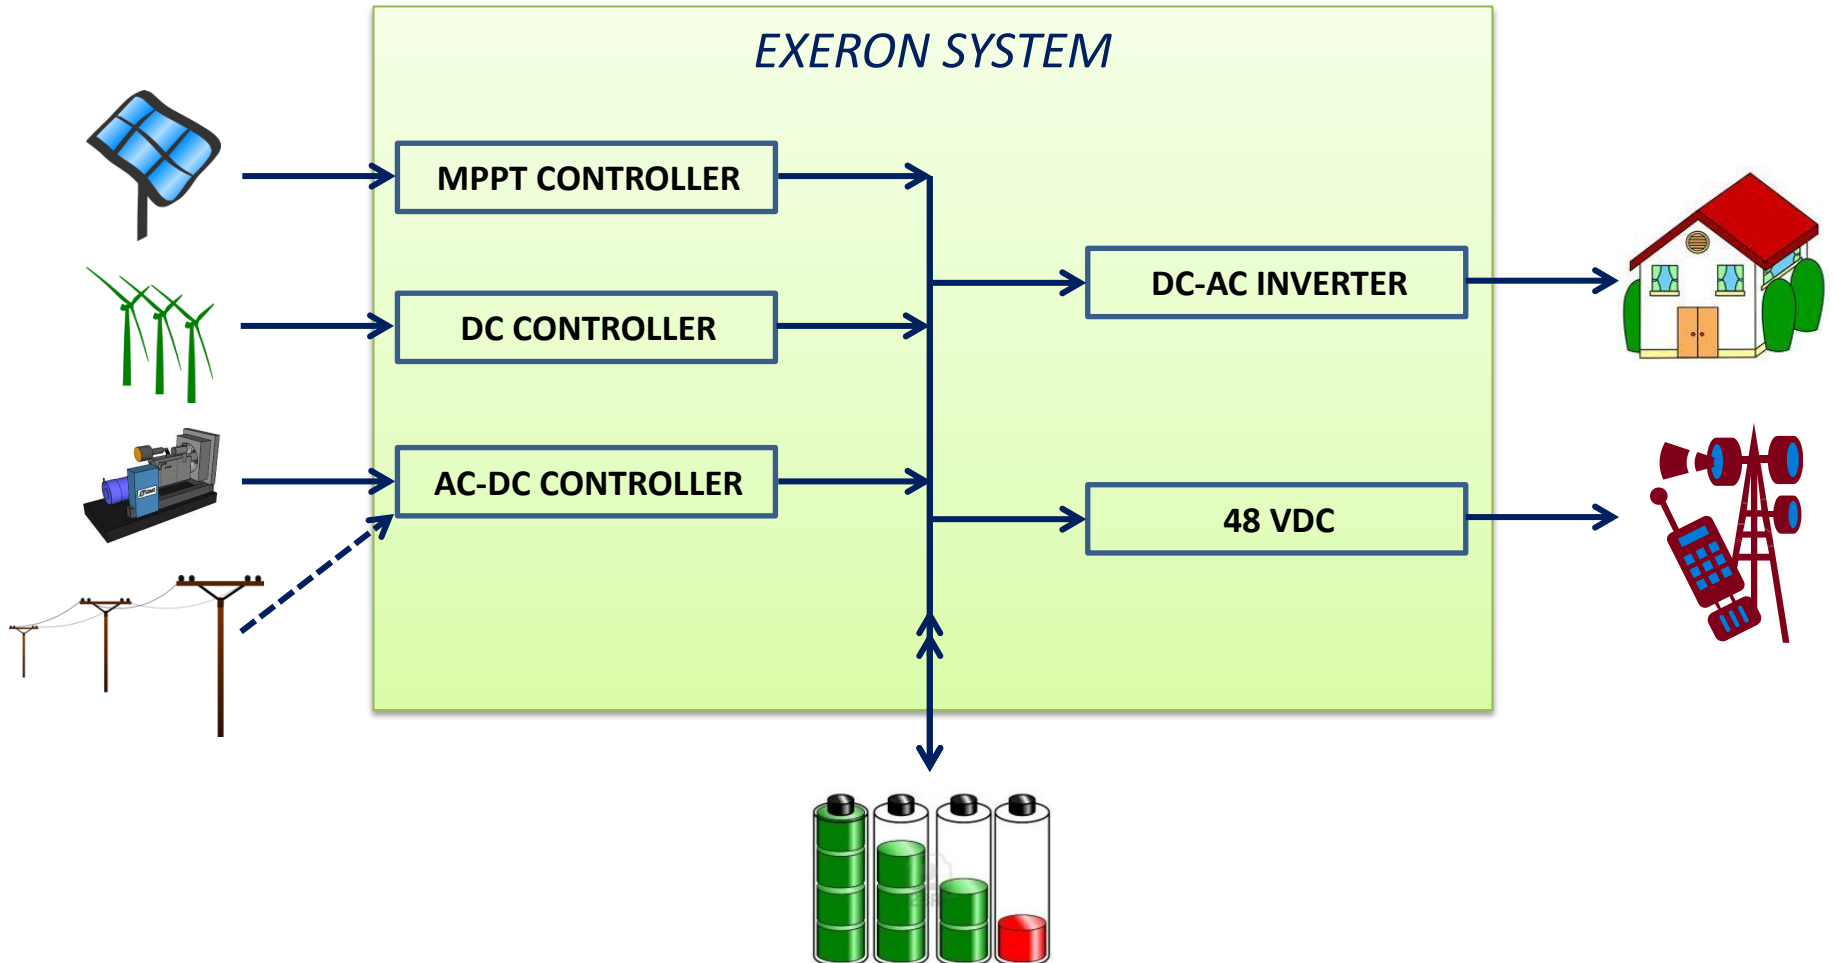 EXERON SYSTEM
MPPT CONTROLLER
DC CONTROLLER
AC-DC CONTROLLER
DC-AC INVERTER
48 VDC